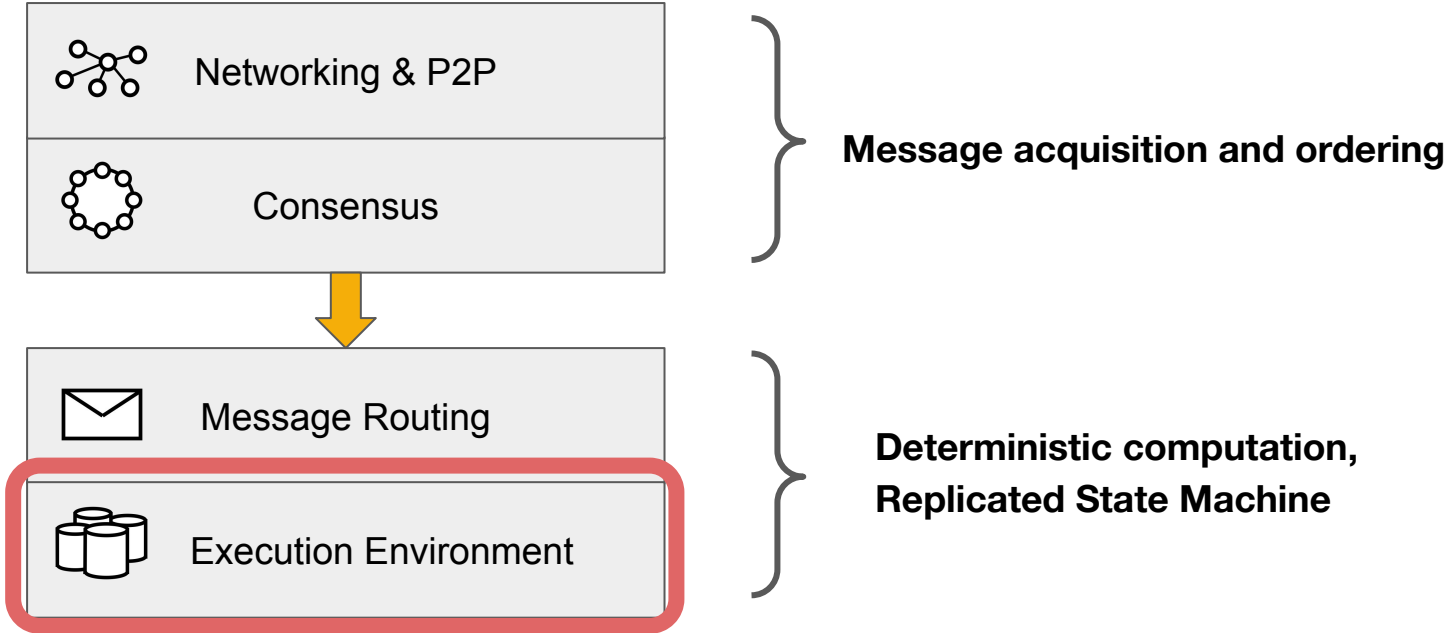 Networking & P2P
Consensus
Message acquisition and ordering
Message Routing
Execution Environment
Deterministic computation,
Replicated State Machine